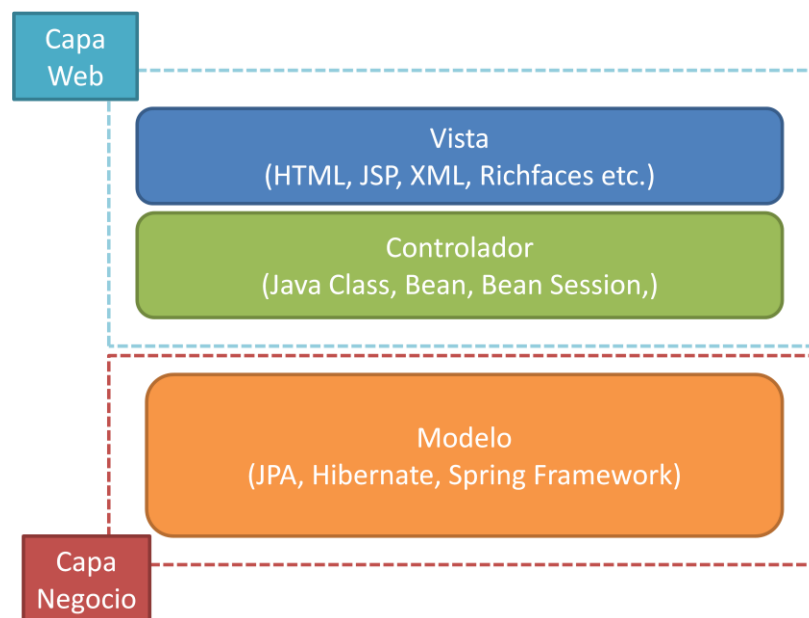 Capa
Web
Vista
(HTML, JSP, XML, Richfaces etc.)
Controlador
(Java Class, Bean, Bean Session,)
Modelo
(JPA, Hibernate, Spring Framework)
Capa
Negocio